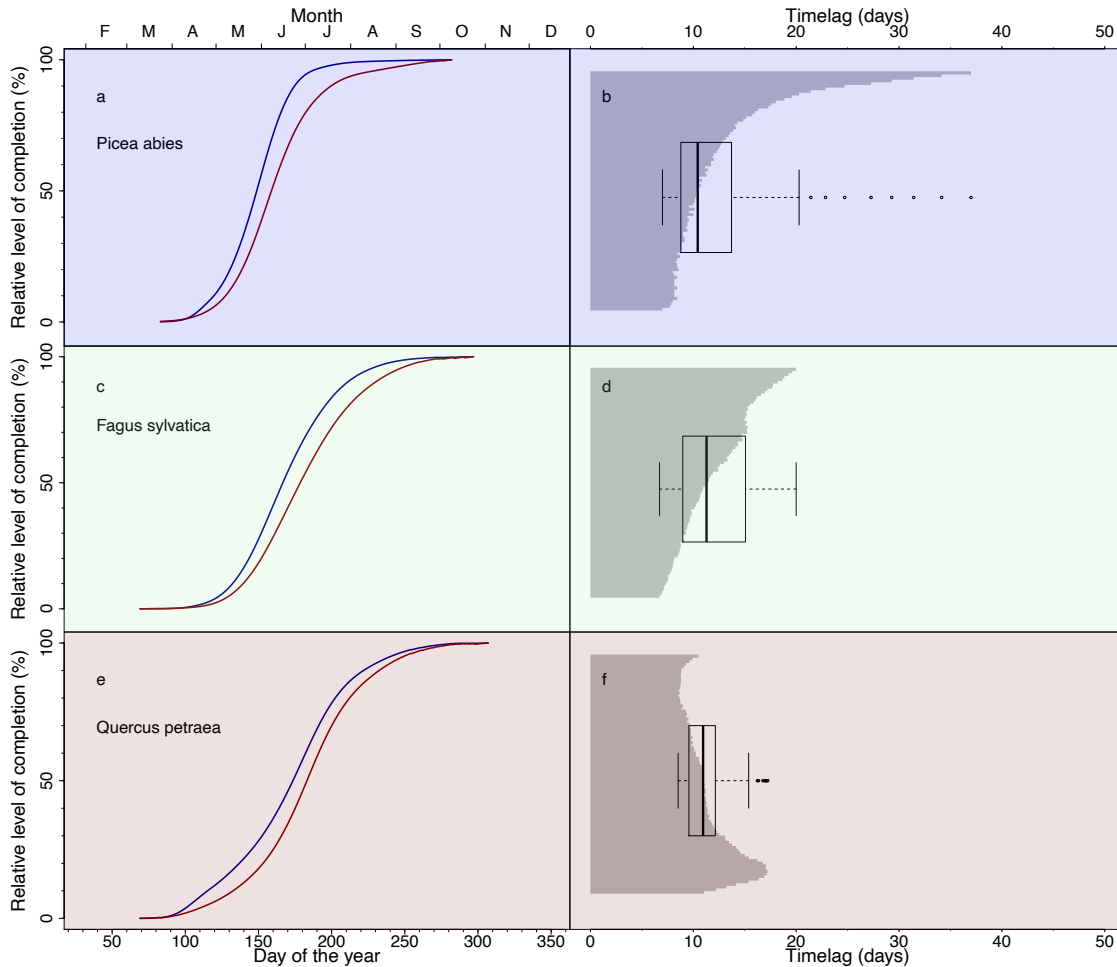 Month
Timelag (days)
F M A M J J A S O N D
0 10 20 30 40 50
Relative level of completion (%)
0 50 100
a
Picea abies
b
Relative level of completion (%)
0 50 100
c
Fagus sylvatica
d
Relative level of completion (%)
0 50 100
e
Quercus petraea
f
50 100 150 200 250 300 350
0 10 20 30 40 50
Day of the year
Timelag (days)